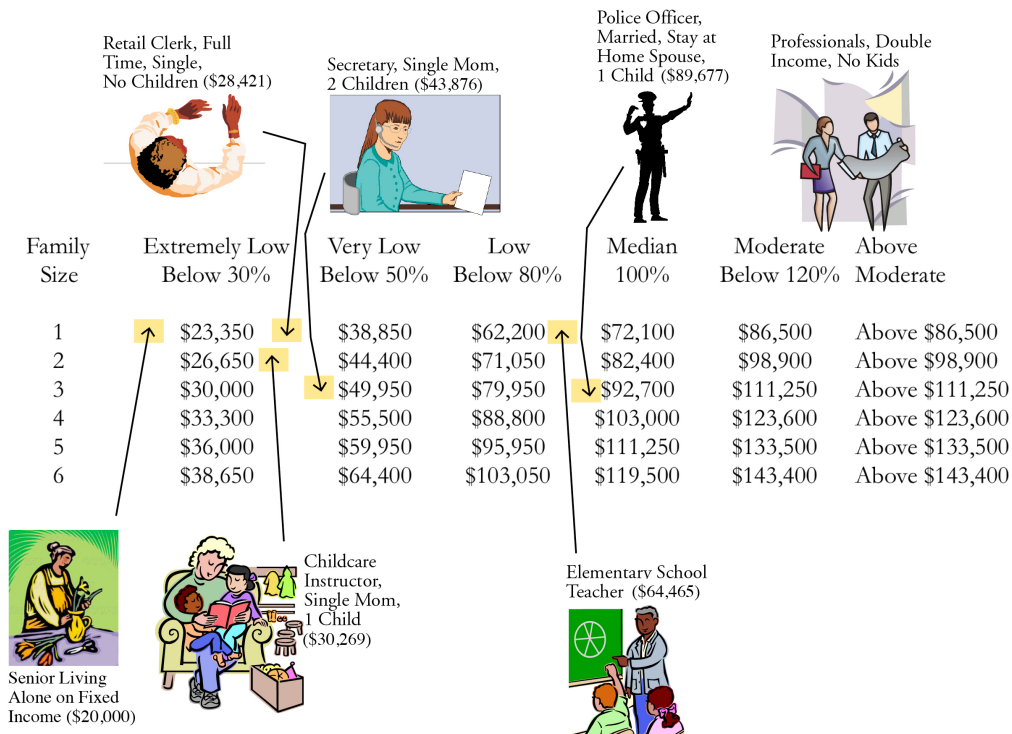 Retail Clerk, Full
Time, Single,
No Children ($28,421)
Secretary, Single Mom,
2 Children ($43,876)
Police Officer,
Married, Stay at
Home Spouse,
1 Child ($89,677)
Professionals, Double
Income, No Kids
Family Size
Extremely Low Below 30%
Very Low Below 50%
Low Below 80%
Median 100%
Moderate Below 120%
Above Moderate
1 $23,350 $38,850 $62,200 $72,100 $86,500 Above $86,500
2 $26,650 $44,400 $71,050 $82,400 $98,900 Above $98,900
3 $30,000 $49,950 $79,950 $92,700 $111,250 Above $111,250
4 $33,300 $55,500 $88,800 $103,000 $123,600 Above $123,600
5 $36,000 $59,950 $95,950 $111,250 $133,500 Above $133,500
6 $38,650 $64,400 $103,050 $119,500 $143,400 Above $143,400
Senior Living
Alone on Fixed
Income ($20,000)
Childcare
Instructor,
Single Mom,
1 Child
($30,269)
Elementary School
Teacher ($64,465)